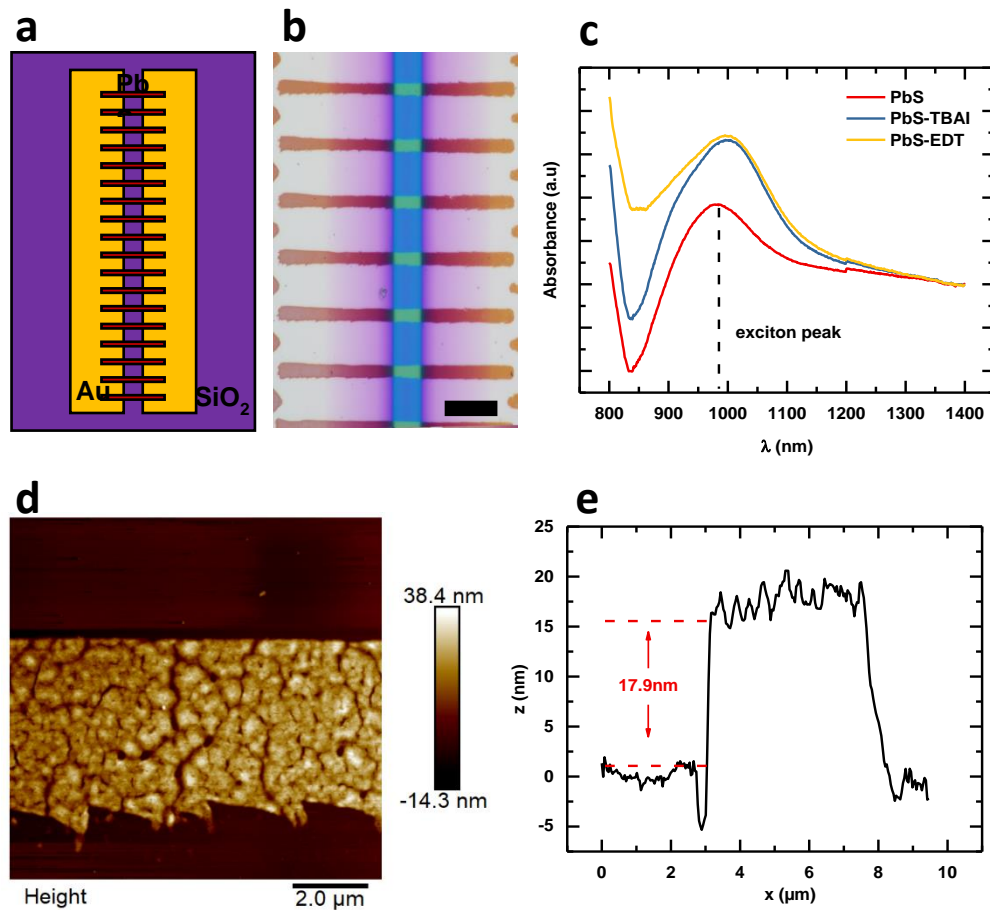 a
Pb
Au
SiO2
b
c
PbS
PbS-TBAI
PbS-EDT
exciton peak
Absorbance (a.u)
800 900 1000 1100 1200 1300 1400
λ (nm)
d
38.4 nm
-14.3 nm
Height
2.0 µm
e
25
20
15
10
5
0
-5
17.9nm
z (nm)
0 2 4 6 8 10
x (µm)